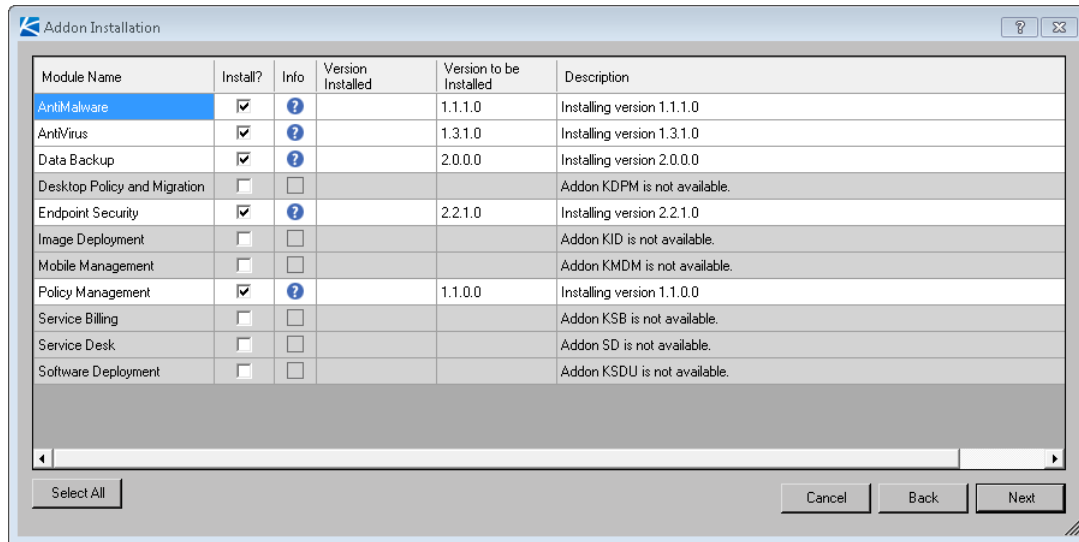 Addon Installation
Module Name Install? Info Version Installed Version to be Installed Description
AntiMalware 1.1.1.0 Installing version 1.1.1.0
AntiVirus 1.3.1.0 Installing version 1.3.1.0
Data Backup 2.0.0.0 Installing version 2.0.0.0
Desktop Policy and Migration Addon KDPM is not available.
Endpoint Security 2.2.1.0 Installing version 2.2.1.0
Image Deployment Addon KID is not available.
Mobile Management Addon KMDM is not available.
Policy Management 1.1.0.0 Installing version 1.1.0.0
Service Billing Addon KSB is not available.
Service Desk Addon SD is not available.
Software Deployment Addon KSDU is not available.
Select All Cancel Back Next